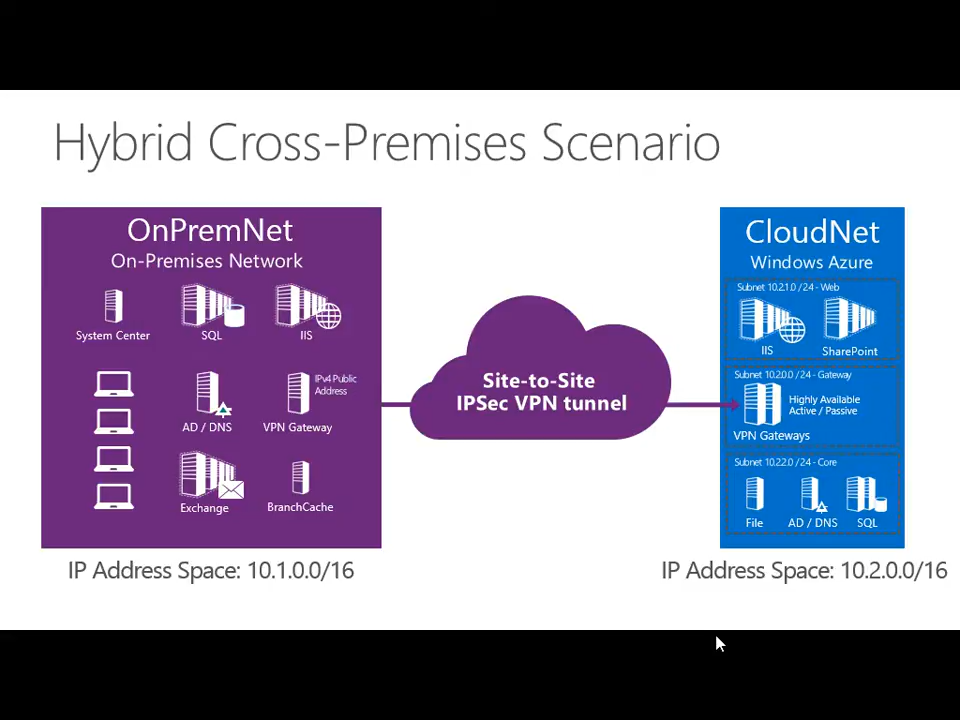 Hybrid Cross-Premises Scenario
OnPremNet
On-Premises Network
System Center
SQL
IIS
AD / DNS
IPv4 Public
Address
VPN Gateway
Exchange
BranchCache
IP Address Space: 10.1.0.0/16
Site-to-Site
IPSec VPN tunnel
CloudNet
Windows Azure
Subnet 10.2.1.0 / 24 - Web
IIS
SharePoint
Subnet 10.2.0.0 / 24 - Gateway
Highly Available
Active / Passive
VPN Gateways
Subnet 10.2.2.0 / 24 - Core
File
AD / DNS
SQL
IP Address Space: 10.2.0.0/16